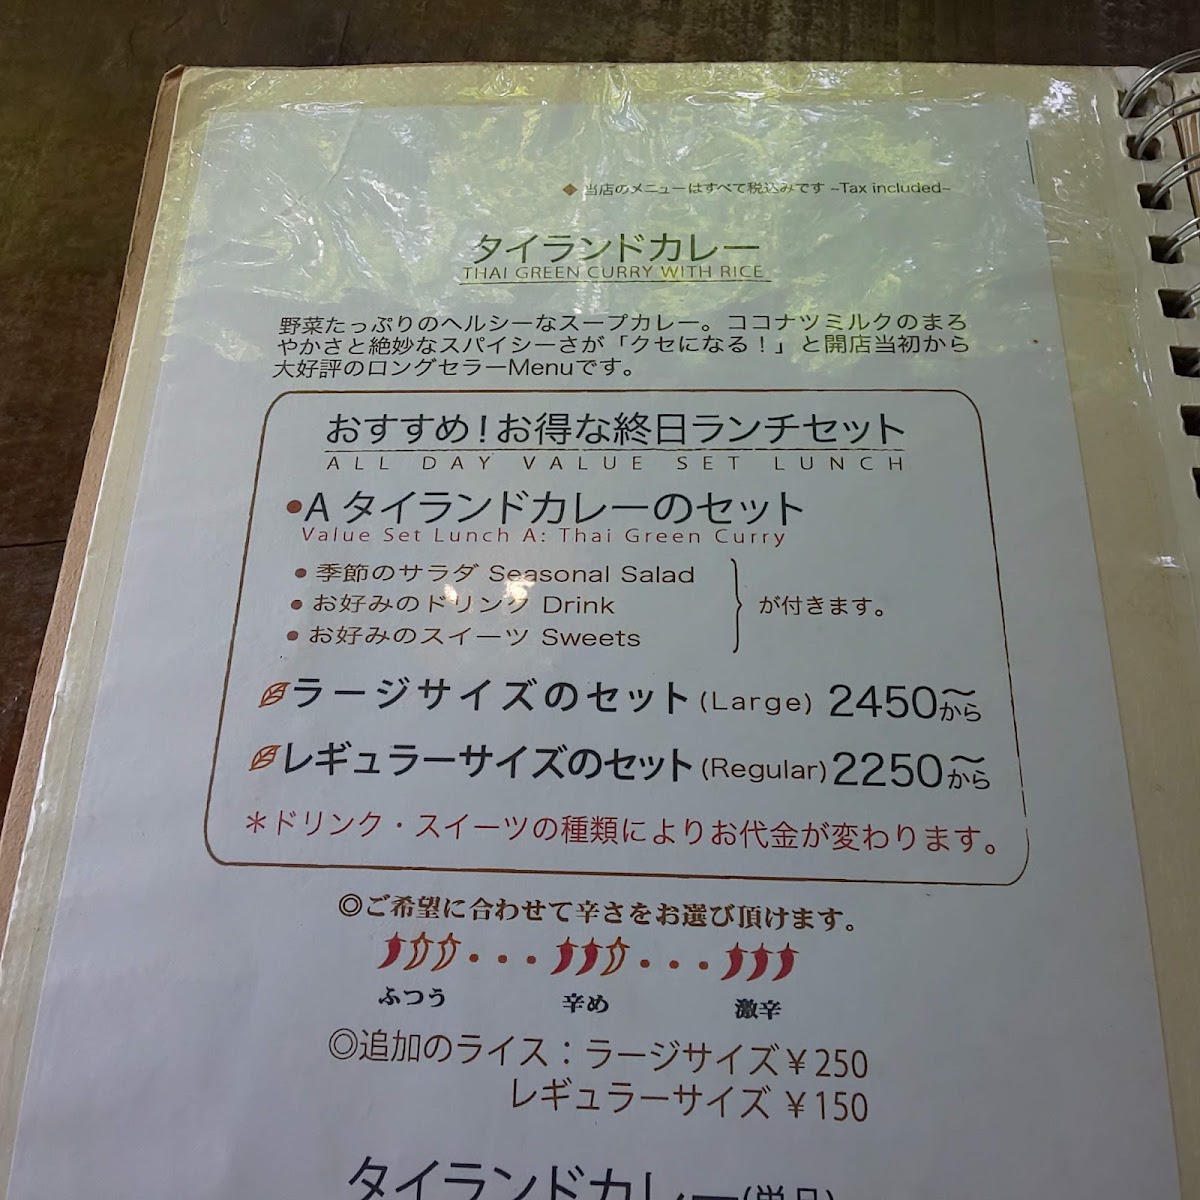 ◆ 当店のメニューはすべて税込みです ~Tax included~
タイランドカレー
THAI GREEN CURRY WITH RICE
野菜たっぷりのヘルシーなスープカレー。ココナツミルクのまろ
やかさと絶妙なスパイシーさが「クセになる！」と開店当初から
大好評のロングセラーMenuです。
おすすめ！お得な終日ランチセット
ALL DAY VALUE SET LUNCH
•A タイランドカレーのセット
Value Set Lunch A: Thai Green Curry
• 季節のサラダ Seasonal Salad
• お好みのドリンク Drink
が付きます。
• お好みのスイーツ Sweets
ラージサイズのセット (Large) 2450〜から
レギュラーサイズのセット (Regular) 2250〜から
＊ドリンク・スイーツの種類によりお代金が変わります。
◎ご希望に合わせて辛さをお選び頂けます。
ふつう 辛め 激辛
◎追加のライス：ラージサイズ￥250
レギュラーサイズ ￥150
タイランドカレー(単品)